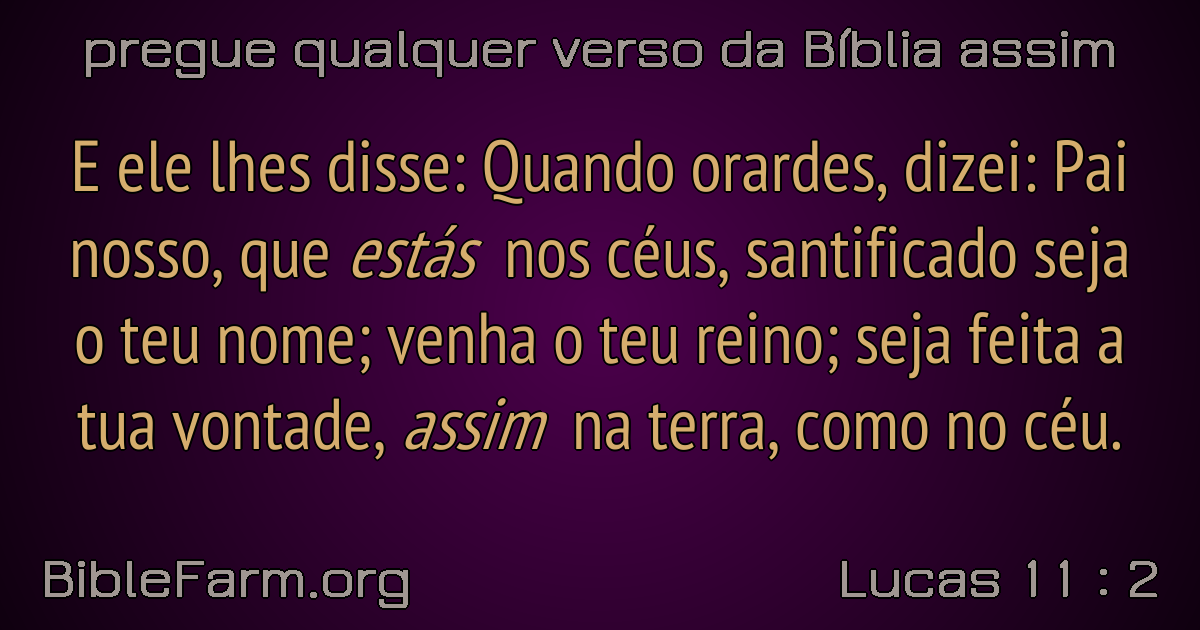 pregue qualquer verso da Bíblia assim
E ele lhes disse: Quando orardes, dizei: Pai
nosso, que estás nos céus, santificado seja
o teu nome; venha o teu reino; seja feita a
tua vontade, assim na terra, como no céu.
BibleFarm.org
Lucas 11 : 2